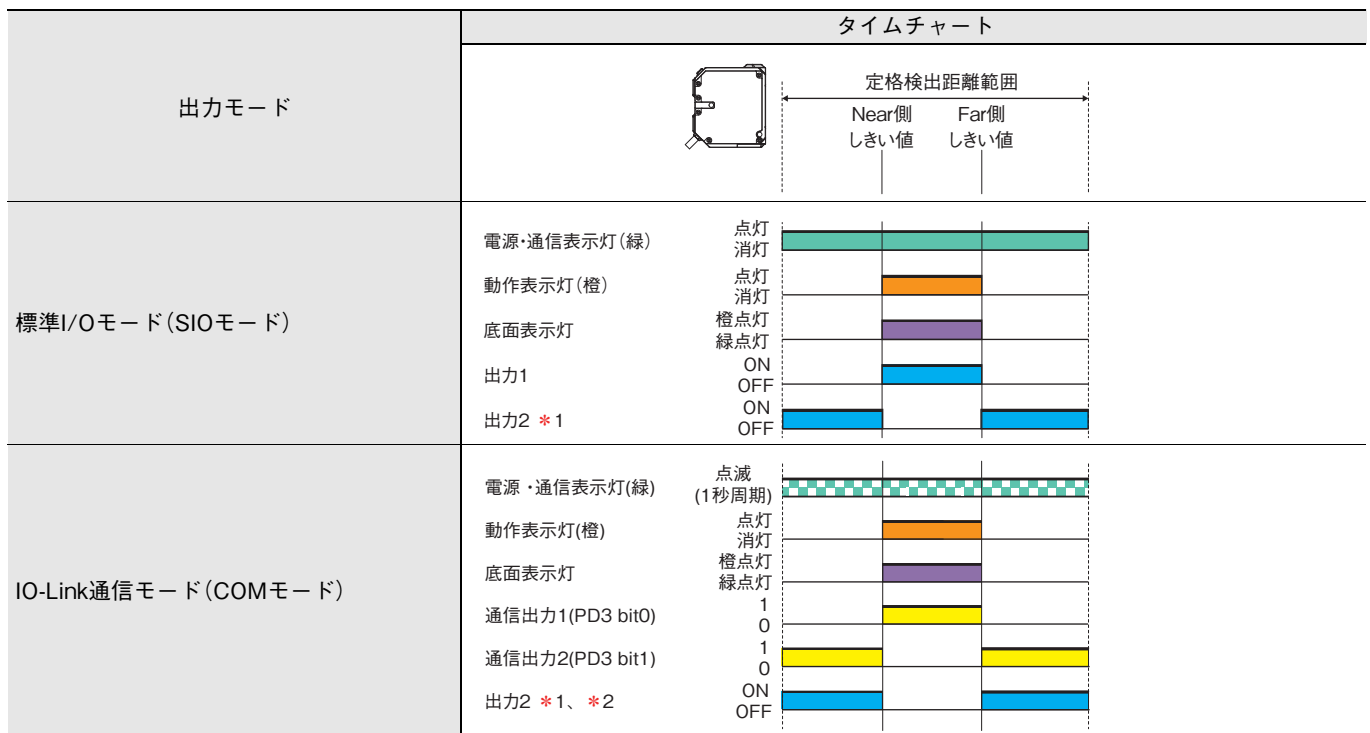 タイムチャート
出力モード
定格検出距離範囲
Near側 Far側
しきい値 しきい値
標準I/Oモード(SIOモード)
電源・通信表示灯(緑) 点灯
消灯
動作表示灯(橙) 点灯
消灯
底面表示灯 橙点灯
緑点灯
出力1 ON
OFF
出力2 *1 ON
OFF
IO-Link通信モード(COMモード)
電源・通信表示灯(緑) 点滅
(1秒周期)
動作表示灯(橙) 点灯
消灯
底面表示灯 橙点灯
緑点灯
通信出力1(PD3 bit0) 1
0
通信出力2(PD3 bit1) 1
0
出力2 *1、*2 ON
OFF